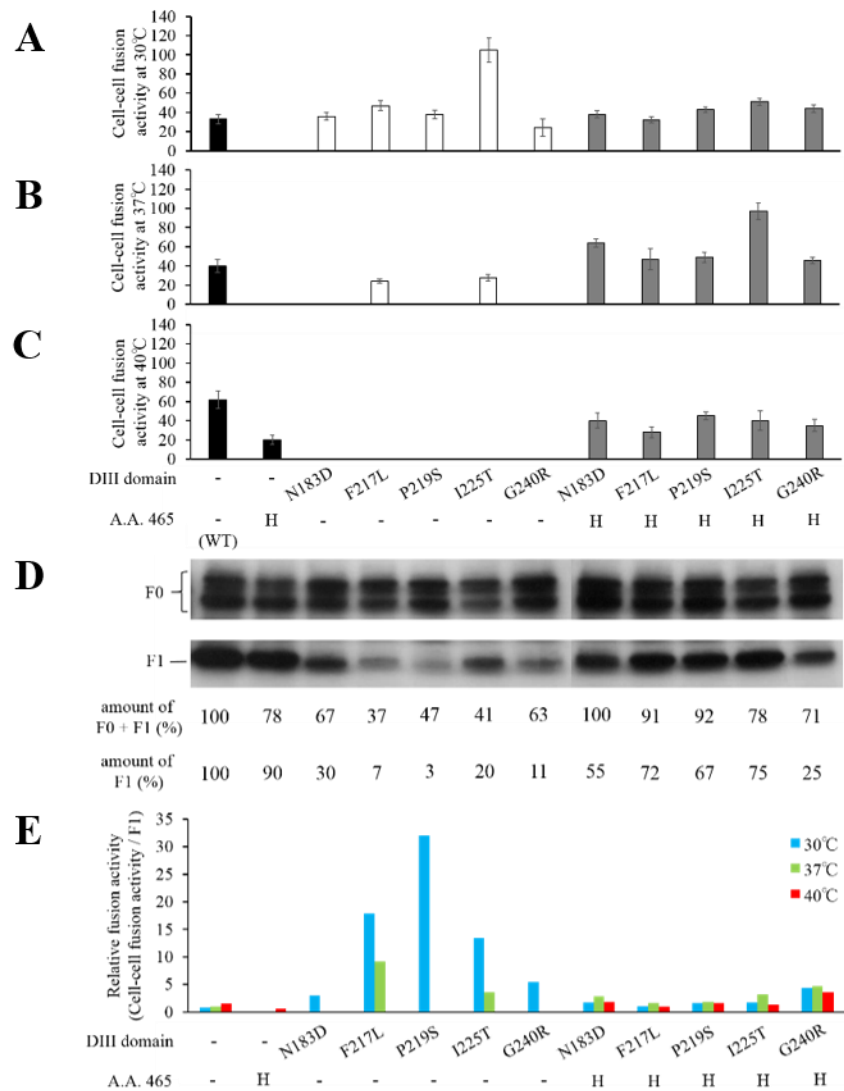 A
Cell-cell fusion
activity at 30℃
140
120
100
80
60
40
20
0
B
Cell-cell fusion
activity at 37℃
140
120
100
80
60
40
20
0
C
Cell-cell fusion
activity at 40℃
140
120
100
80
60
40
20
0
DIII domain - - N183D F217L P219S I225T G240R N183D F217L P219S I225T G240R
A.A. 465 - H - - - - - H H H H H
(WT)
D
F0
F1
amount of
F0 + F1 (%)
100 78 67 37 47 41 63 100 91 92 78 71
amount of
F1 (%)
100 90 30 7 3 20 11 55 72 67 75 25
E
Relative fusion activity
(Cell-cell fusion activity / F1)
35
30
25
20
15
10
5
0
30℃
37℃
40℃
DIII domain - - N183D F217L P219S I225T G240R N183D F217L P219S I225T G240R
A.A. 465 - H - - - - - H H H H H